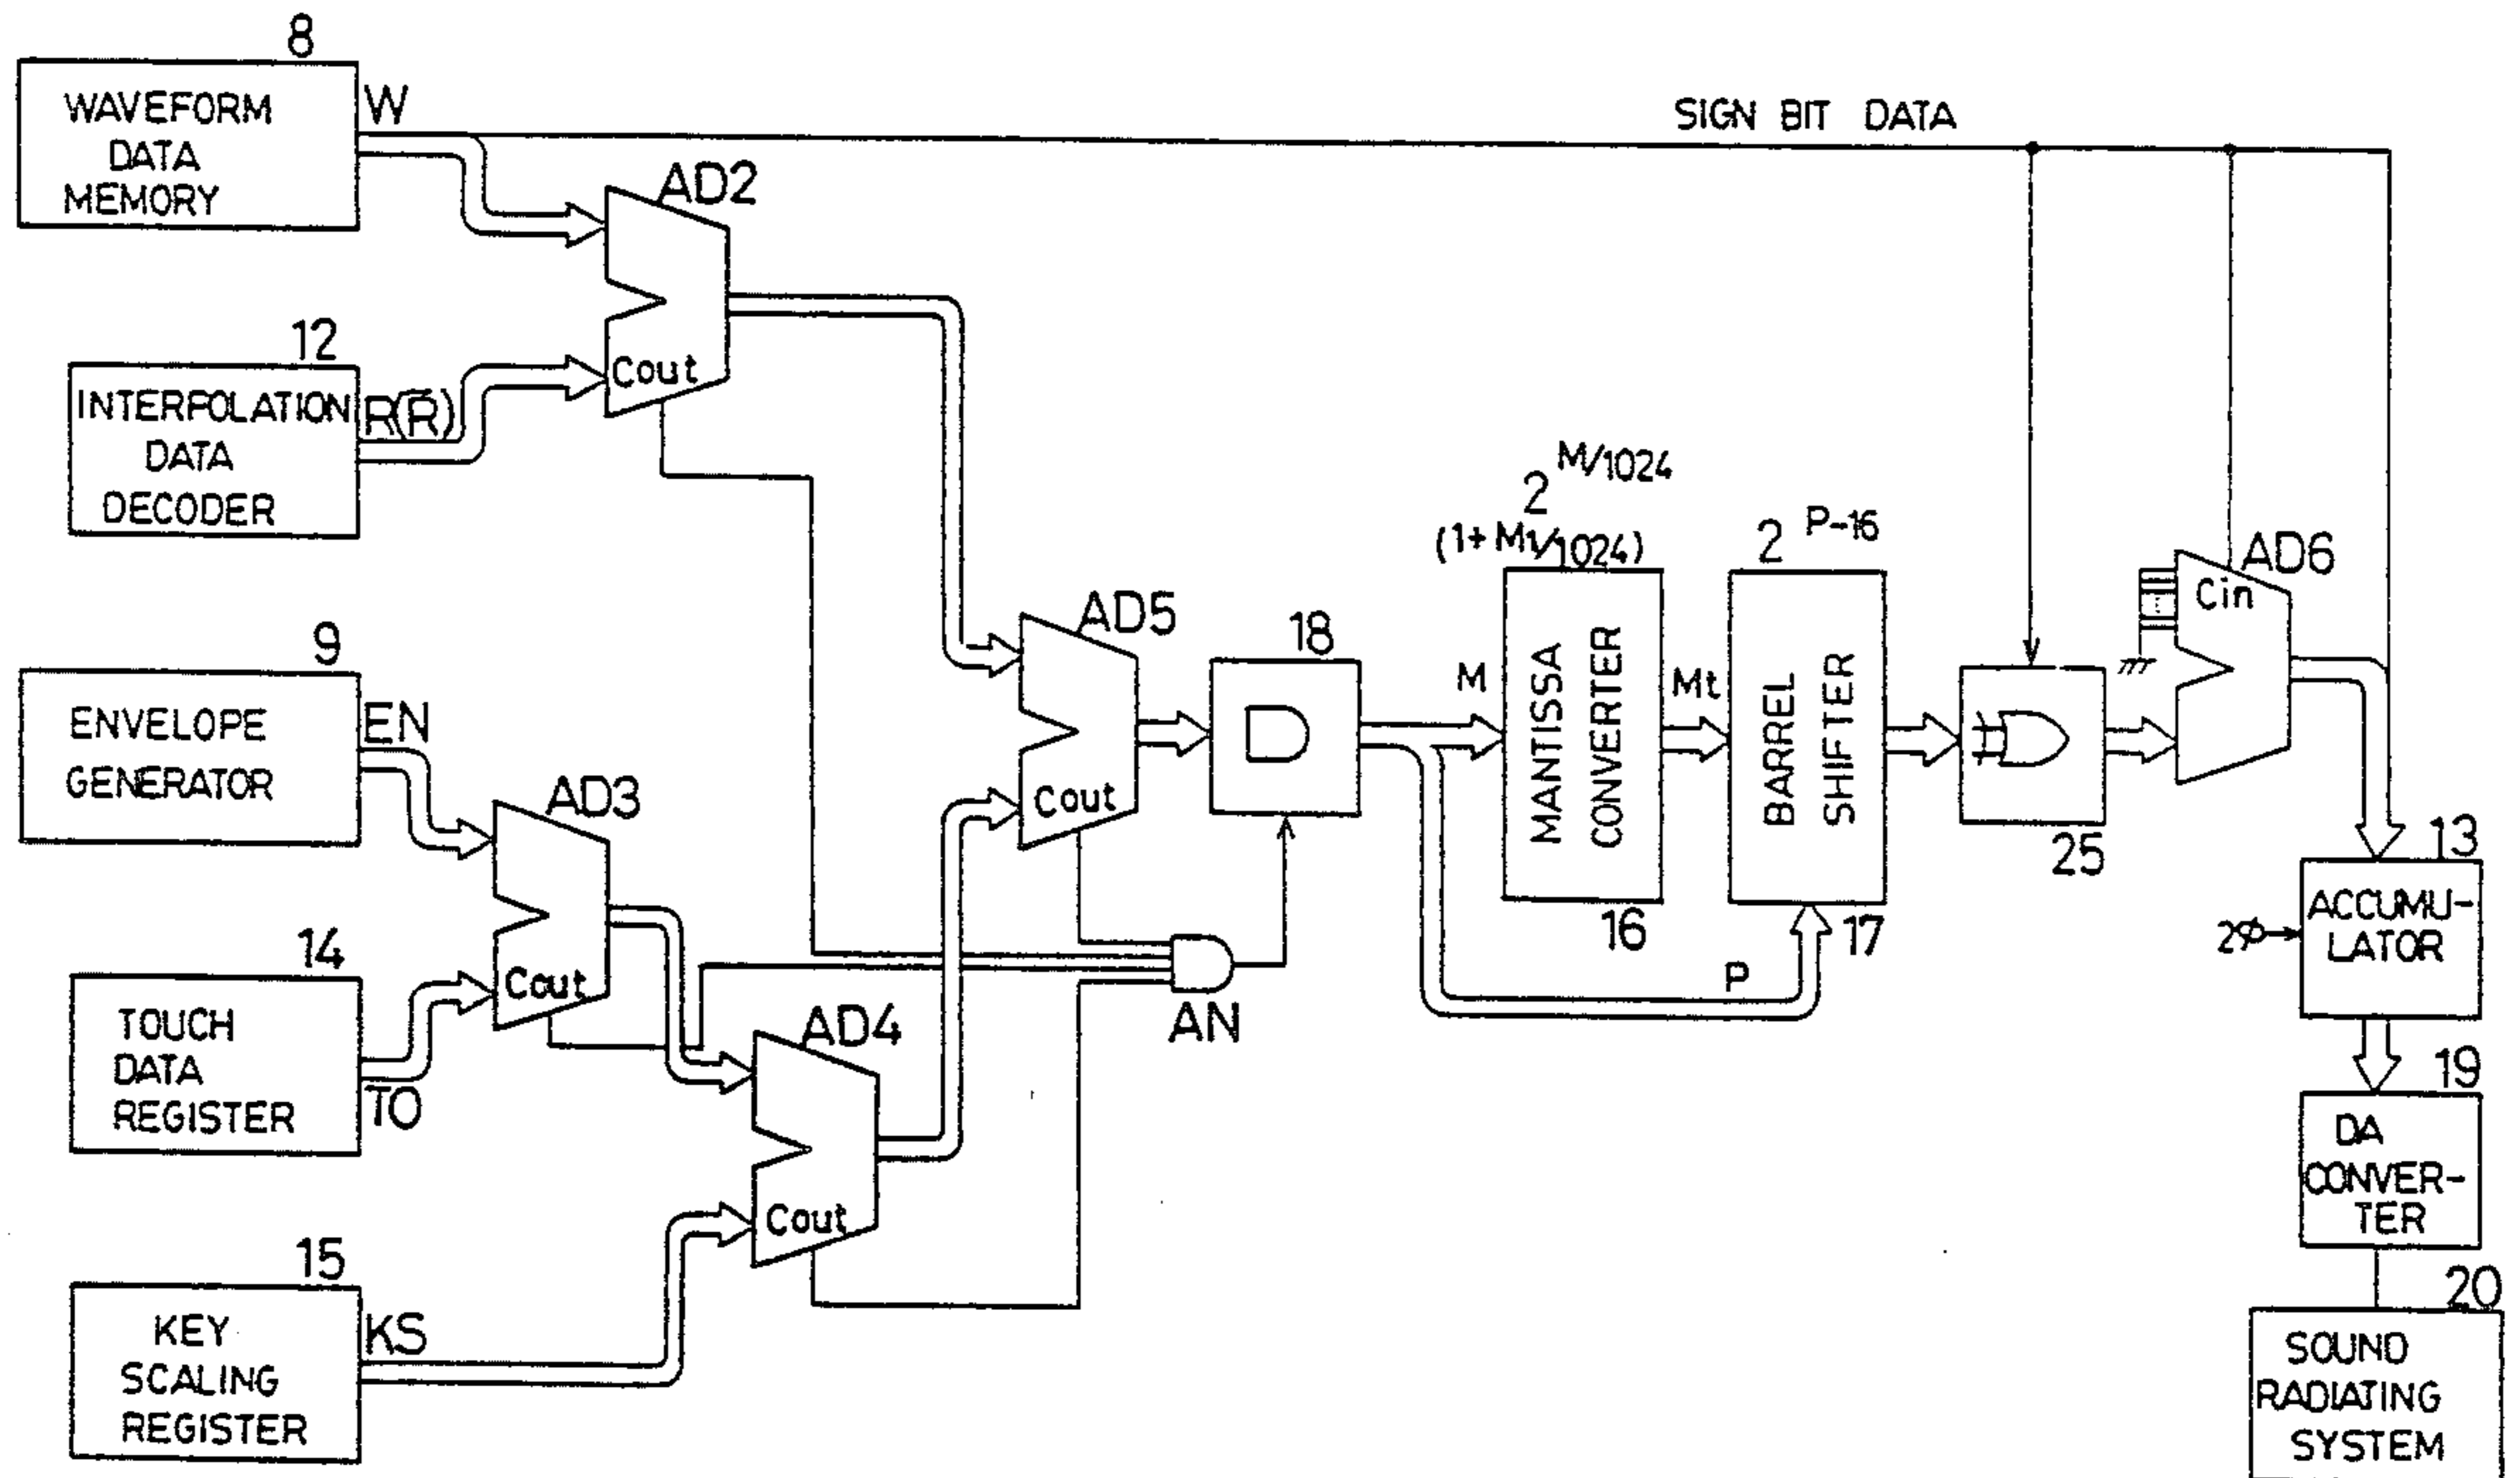 8
WAVEFORM
DATA
MEMORY
W
SIGN BIT DATA
AD2
Cout
12
INTERPOLATION
DATA
DECODER
R(R̅)
9
ENVELOPE
GENERATOR
EN
AD3
Cout
14
TOUCH
DATA
REGISTER
TO
AD4
Cout
15
KEY
SCALING
REGISTER
KS
AD5
Cout
AN
18
M
2^M/1024
(1+M1/1024)
MANTISSA
CONVERTER
16
Mt
2^P-16
BARREL
SHIFTER
17
P
25
AD6
Cin
13
ACCUMU-
LATOR
2φ
19
DA
CONVER-
TER
20
SOUND
RADIATING
SYSTEM